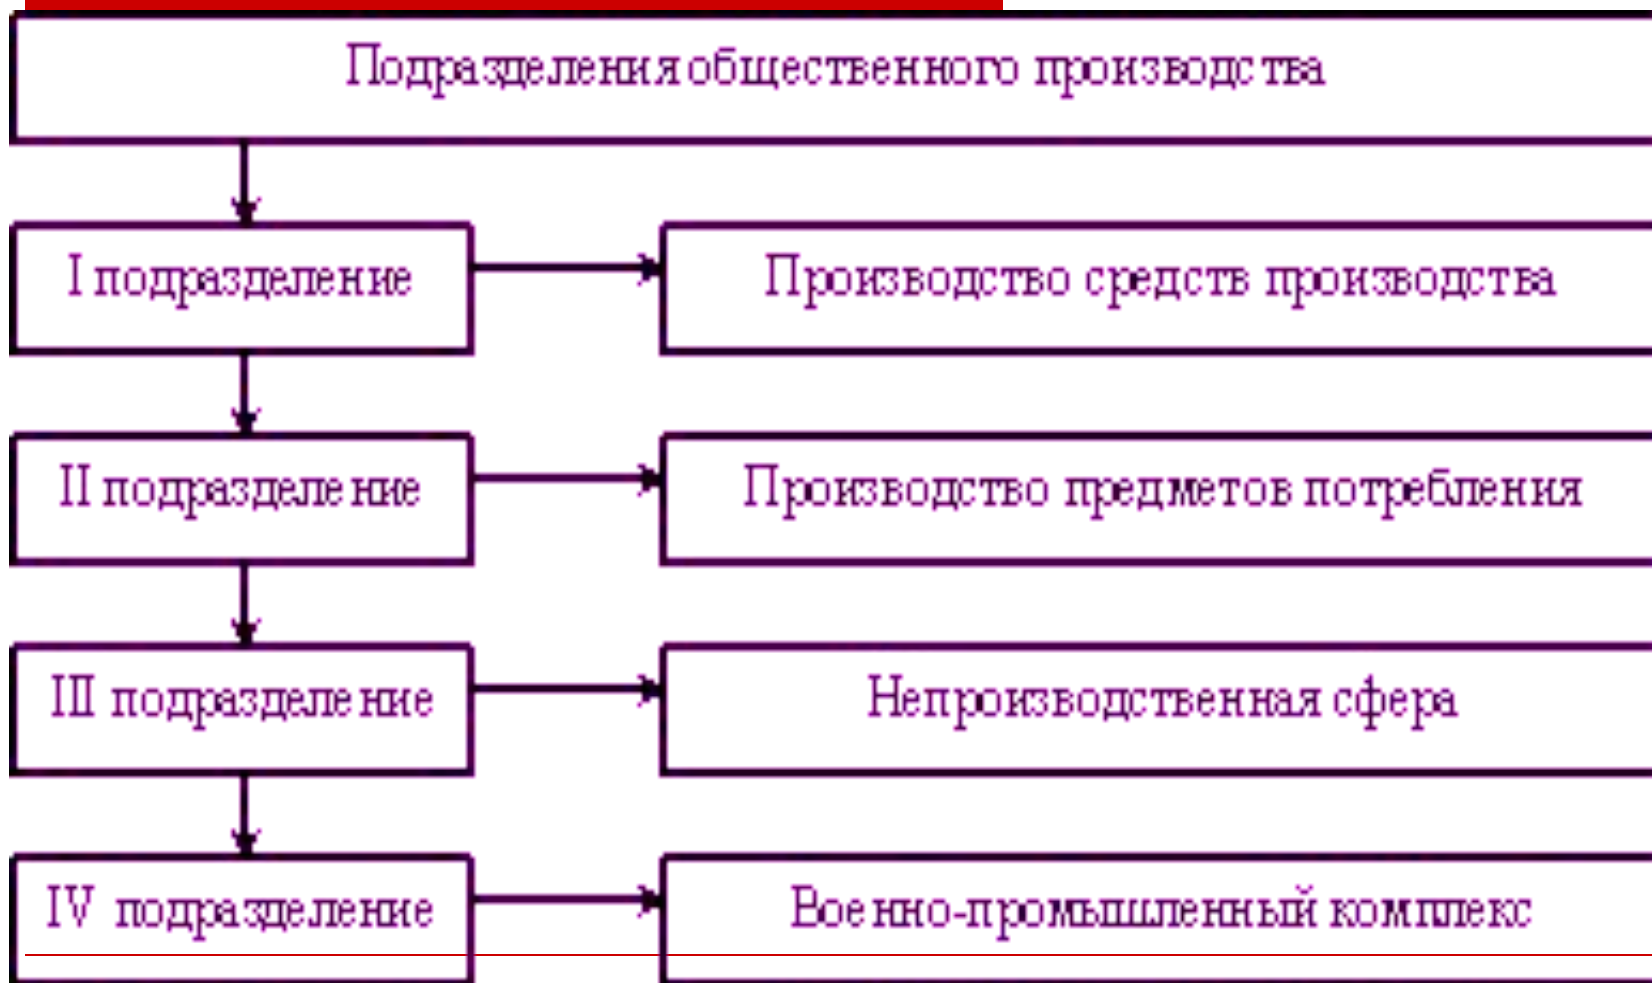 Подразделения общественного производства
I подразделение
Производство средств производства
II подразделение
Производство предметов потребления
III подразделение
Непроизводственная сфера
IV подразделение
Военно-промышленный комплекс